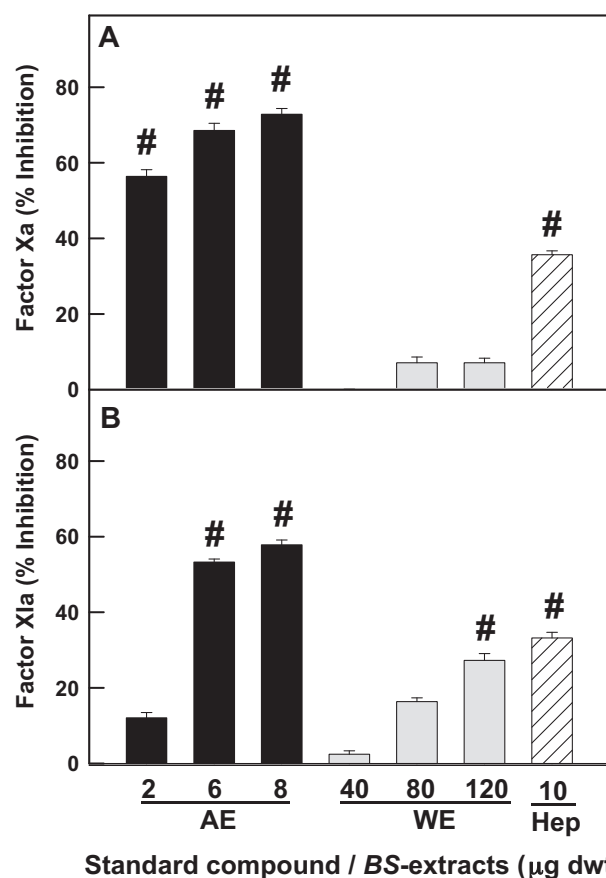 A
Factor Xa (% Inhibition)
80
60
40
20
0
# # # #
B
Factor XIa (% Inhibition)
80
60
40
20
0
# # # #
2 6 8 40 80 120 10
AE WE Hep
Standard compound / BS-extracts (µg dwt